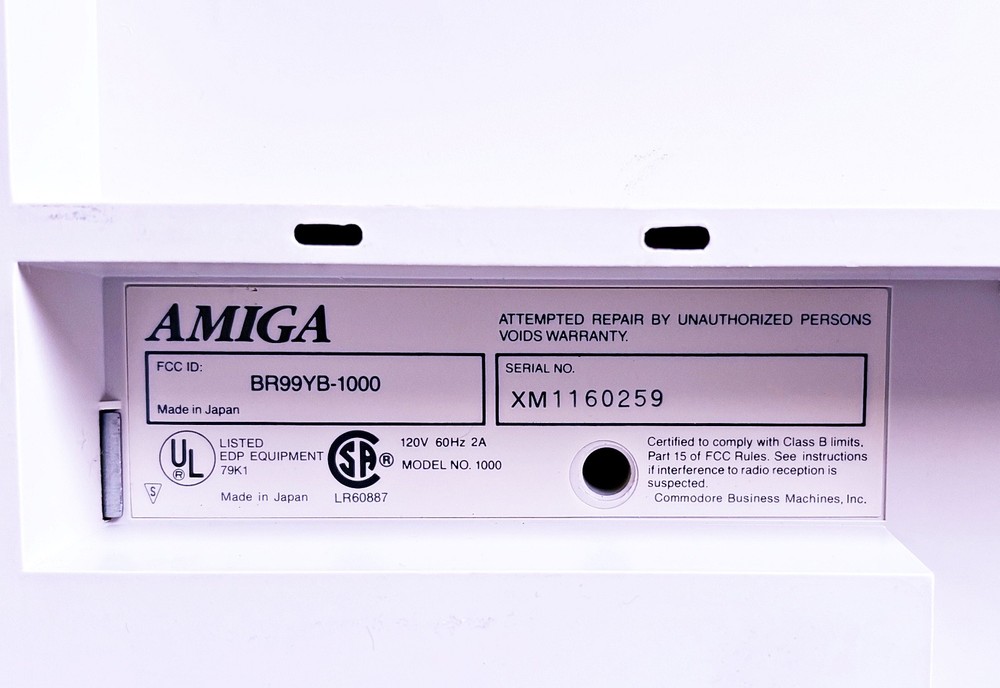 AMIGA
ATTEMPTED REPAIR BY UNAUTHORIZED PERSONS
VOIDS WARRANTY.
FCC ID:
BR99YB-1000
Made in Japan
SERIAL NO.
XM1160259
UL
®
LISTED
EDP EQUIPMENT
79K1
S
Made in Japan
SA ®
LR60887
120V 60Hz 2A
MODEL NO. 1000
Certified to comply with Class B limits,
Part 15 of FCC Rules. See instructions
if interference to radio reception is
suspected.
Commodore Business Machines, Inc.